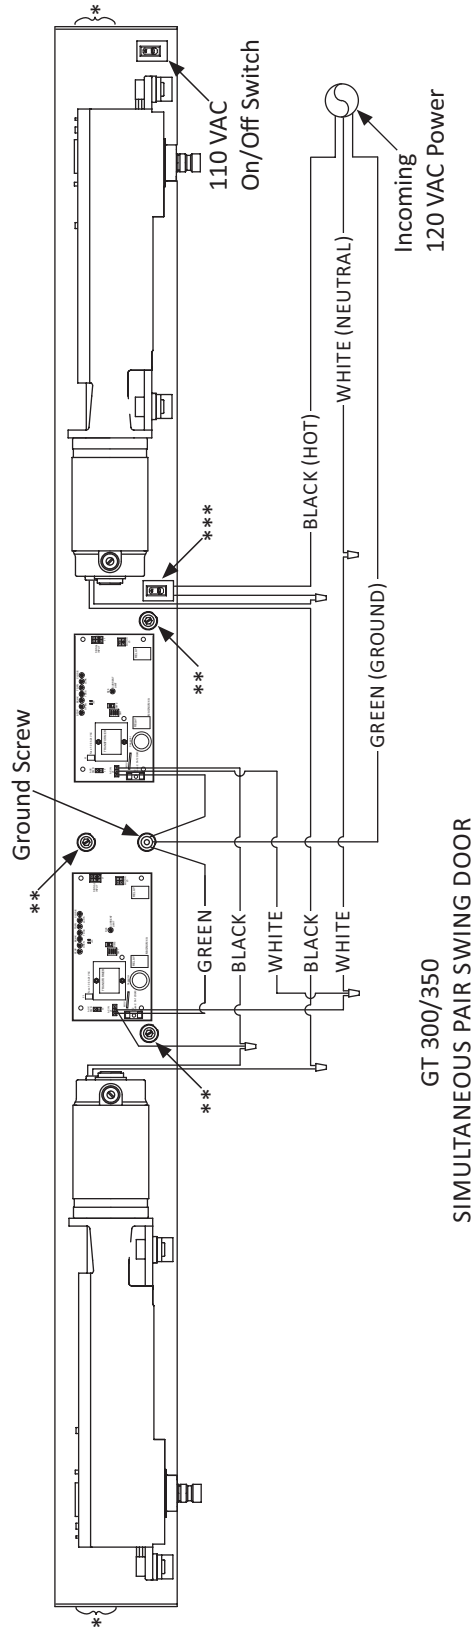 *
110 VAC
On/Off Switch
***
**
Ground Screw
**
**
*
Incoming
120 VAC Power
BLACK (HOT)
WHITE (NEUTRAL)
GREEN (GROUND)
GREEN
BLACK
WHITE
BLACK
WHITE
GT 300/350
SIMULTANEOUS PAIR SWING DOOR